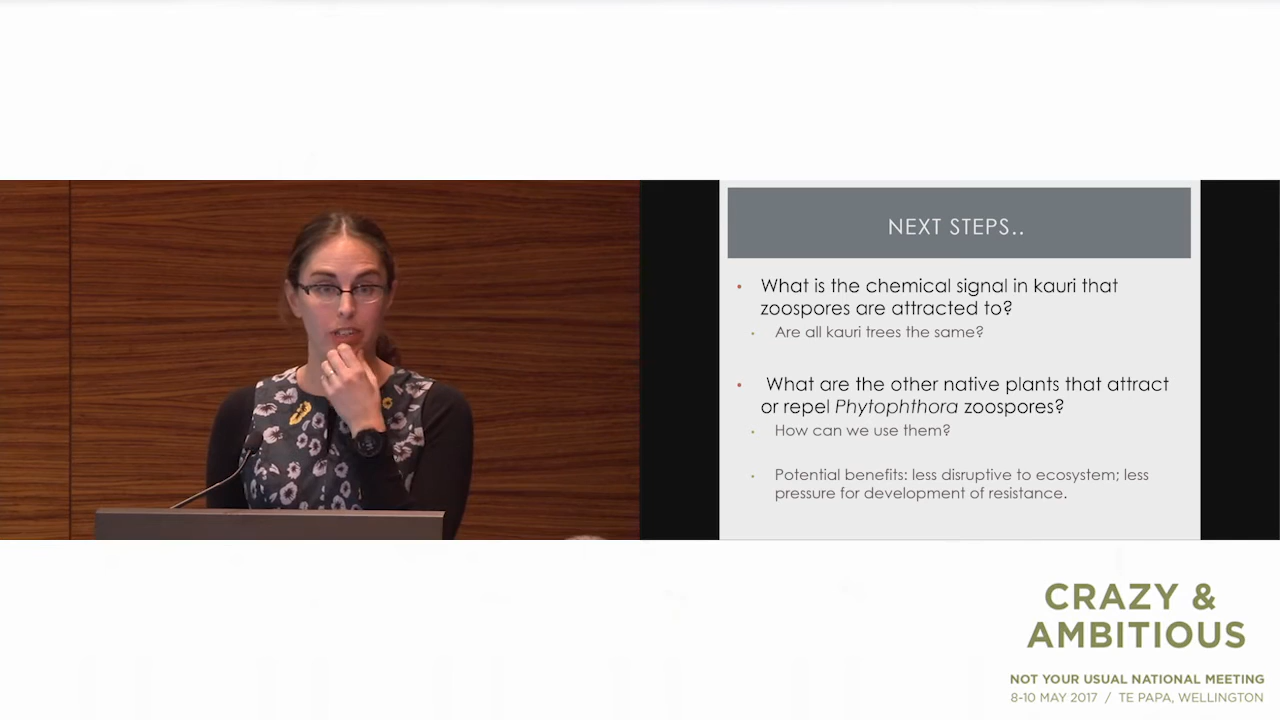 NEXT STEPS..
• What is the chemical signal in kauri that
zoospores are attracted to?
• Are all kauri trees the same?
• What are the other native plants that attract
or repel Phytophthora zoospores?
• How can we use them?
• Potential benefits: less disruptive to ecosystem; less
pressure for development of resistance.
CRAZY &
AMBITIOUS
NOT YOUR USUAL NATIONAL MEETING
8-10 MAY 2017 / TE PAPA, WELLINGTON